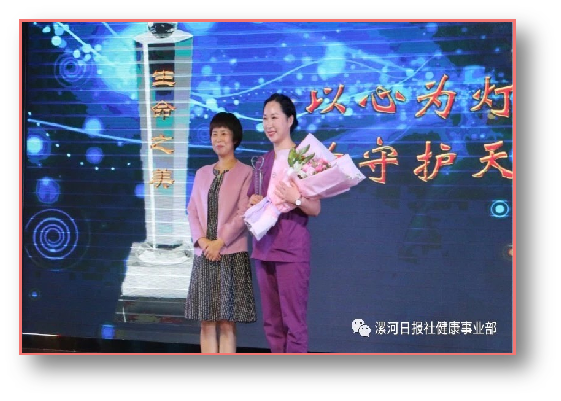 生命之美
以心为灯
守护天
漯河日报社健康事业部